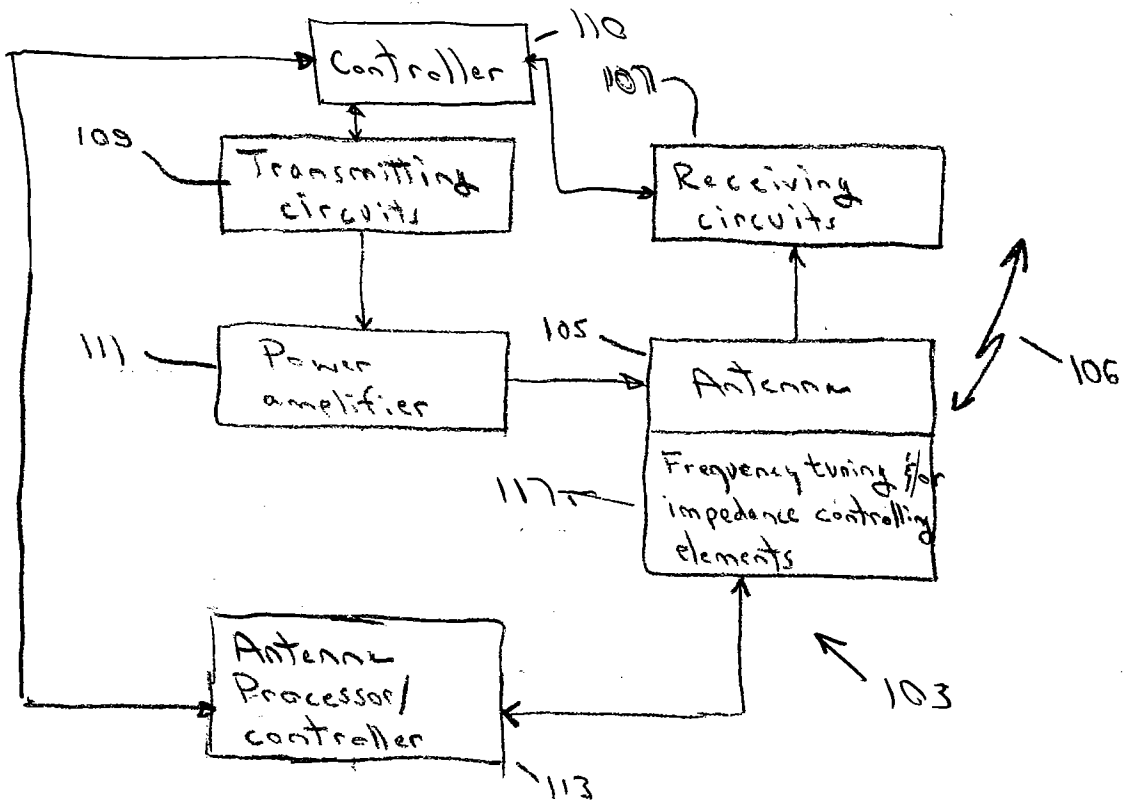 110
Controller
107
109
Transmitting
circuits
Receiving
circuits
105
111
Power
amplifier
Antenna
106
Frequency tuning &/or
impedance controlling
elements
117
Antenna
Processor/
controller
103
113